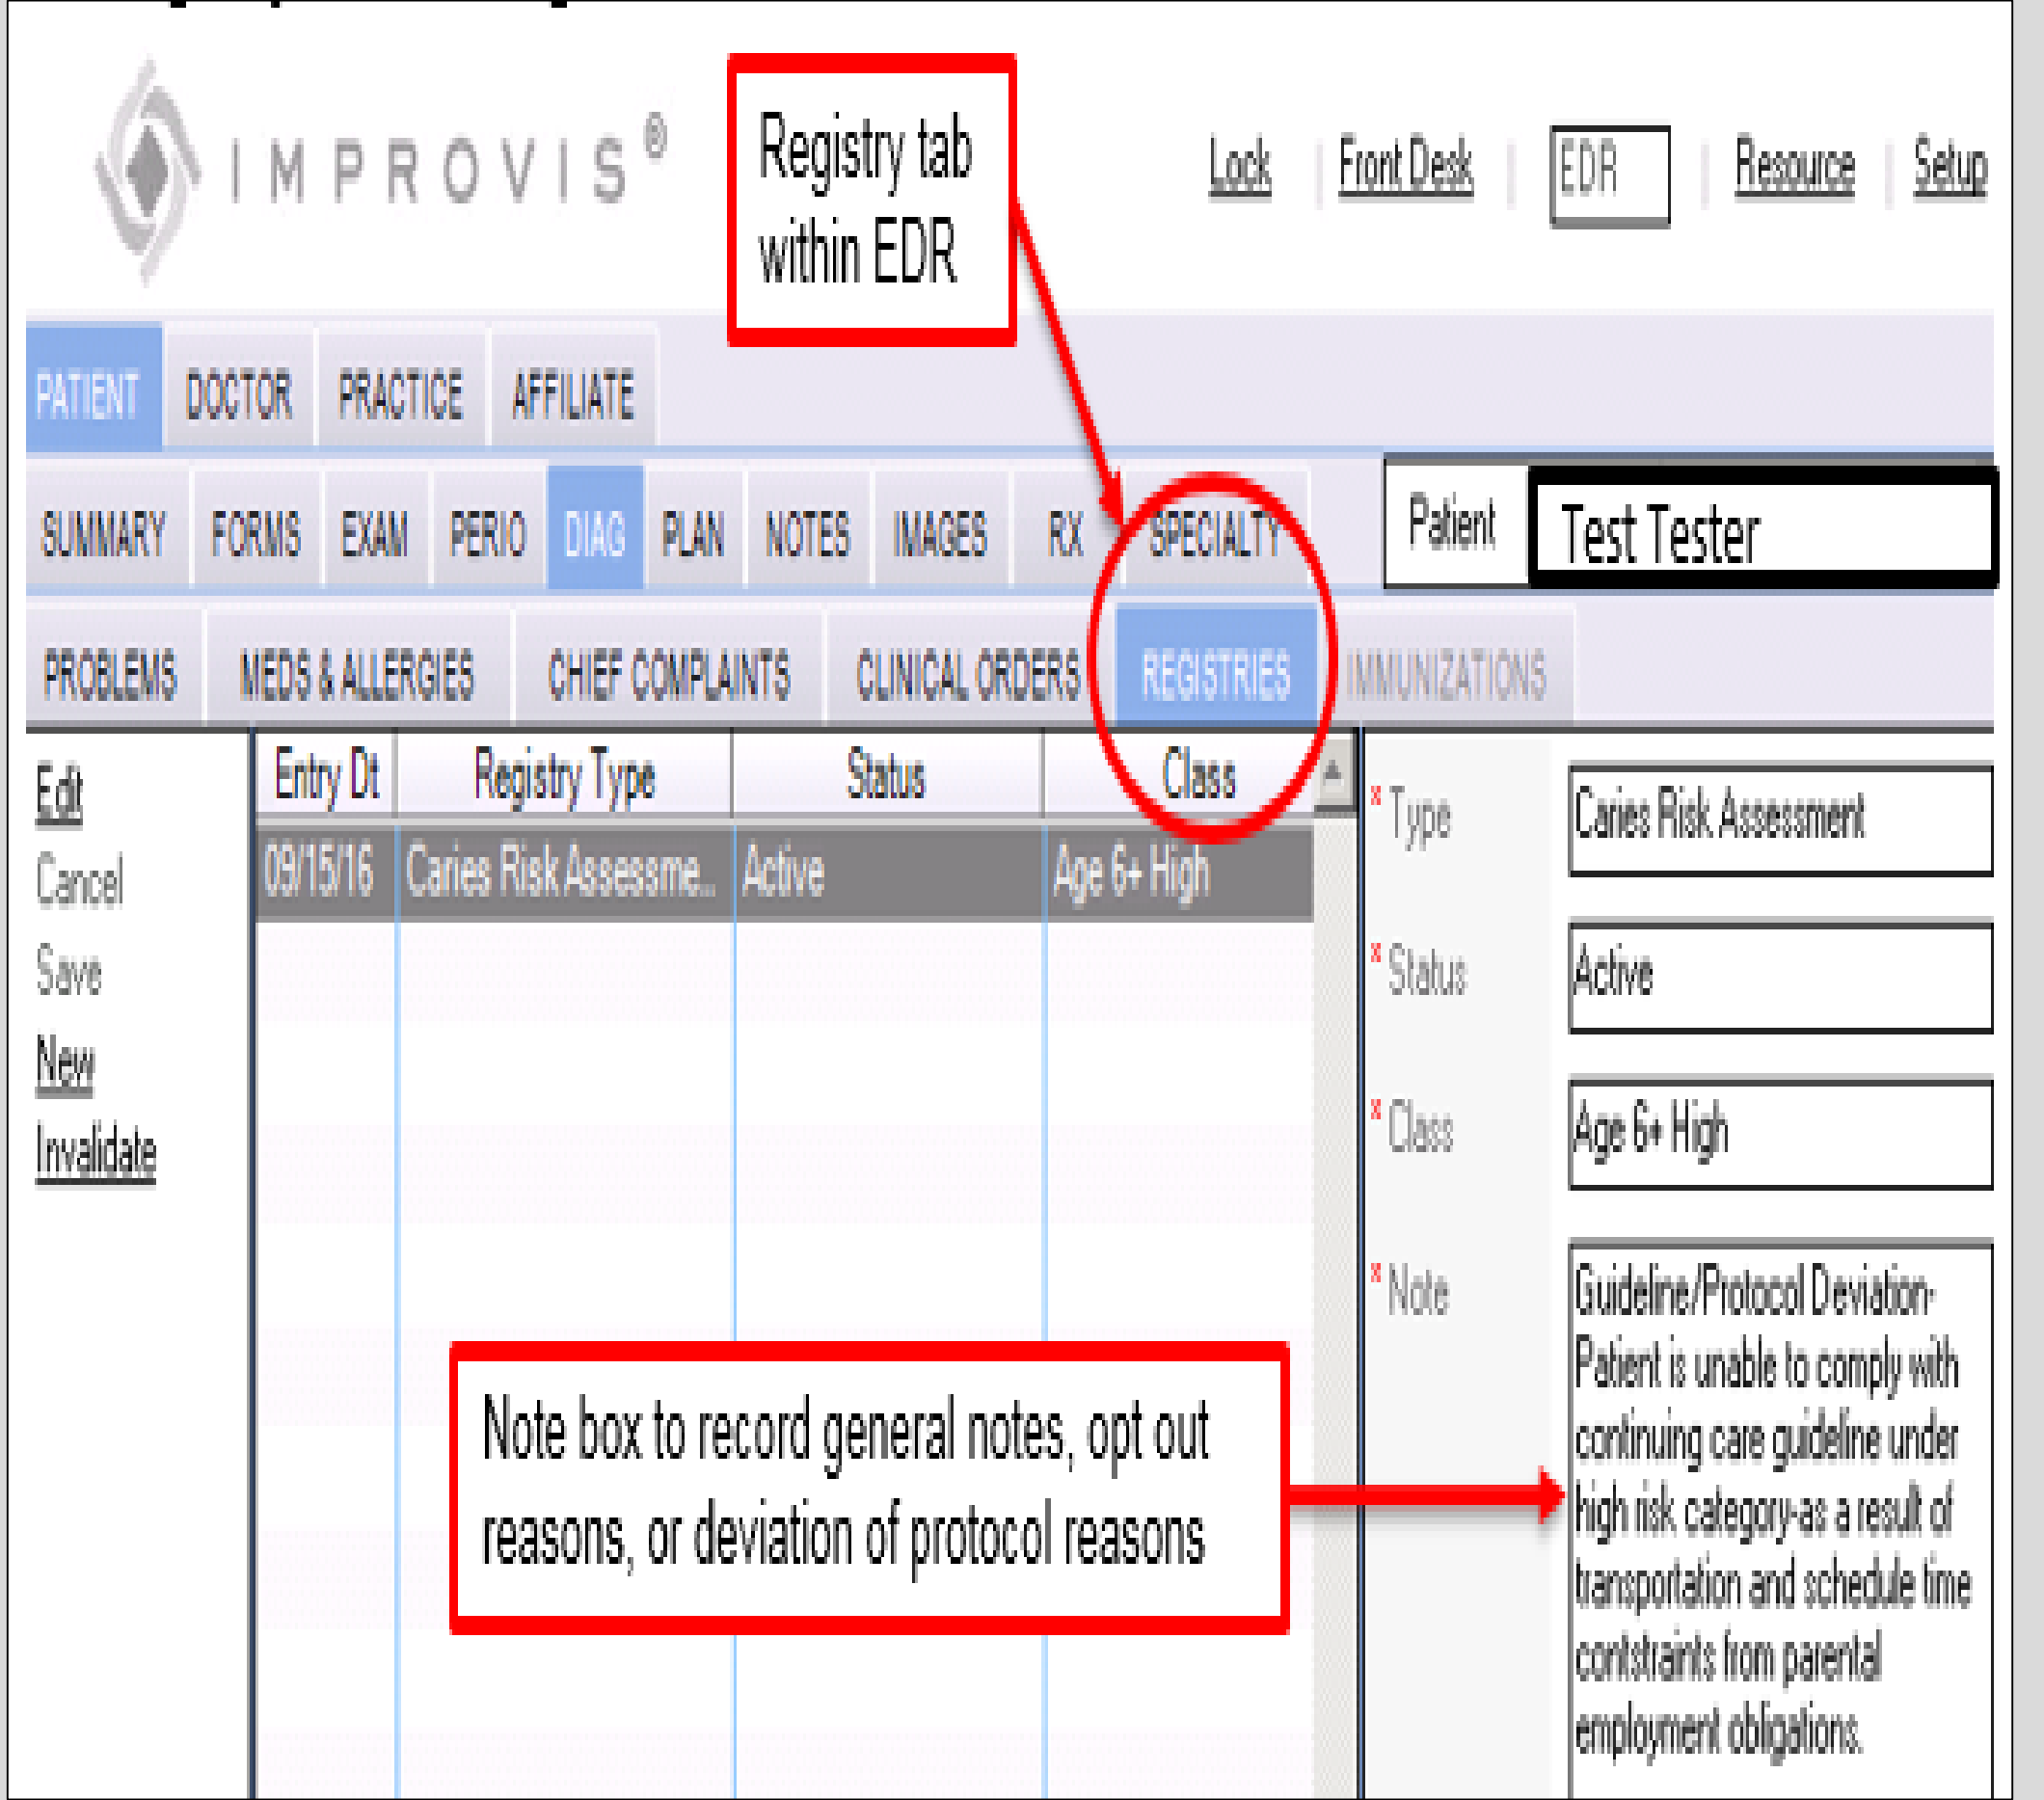 IMPROVIS®
Registry tab
within EDR
Lock Front Desk EDR Resource Setup
PATIENT DOCTOR PRACTICE AFFILIATE
SUMMARY FORMS EXAM PERIO DIAG PLAN NOTES IMAGES RX SPECIALTY Patient Test Tester
PROBLEMS MEDS & ALLERGIES CHIEF COMPLAINTS CLINICAL ORDERS REGISTRIES IMMUNIZATIONS
Edit
Cancel
Save
New
Invalidate
Entry Dt Registry Type Status Class
09/15/16 Caries Risk Assessme.. Active Age 6+ High
* Type Caries Risk Assessment
* Status Active
* Class Age 6+ High
* Note
Guideline/Protocol Deviation-
Patient is unable to comply with
continuing care guideline under
high risk category-as a result of
transportation and schedule time
contstraints from parental
employment obligations.
Note box to record general notes, opt out
reasons, or deviation of protocol reasons